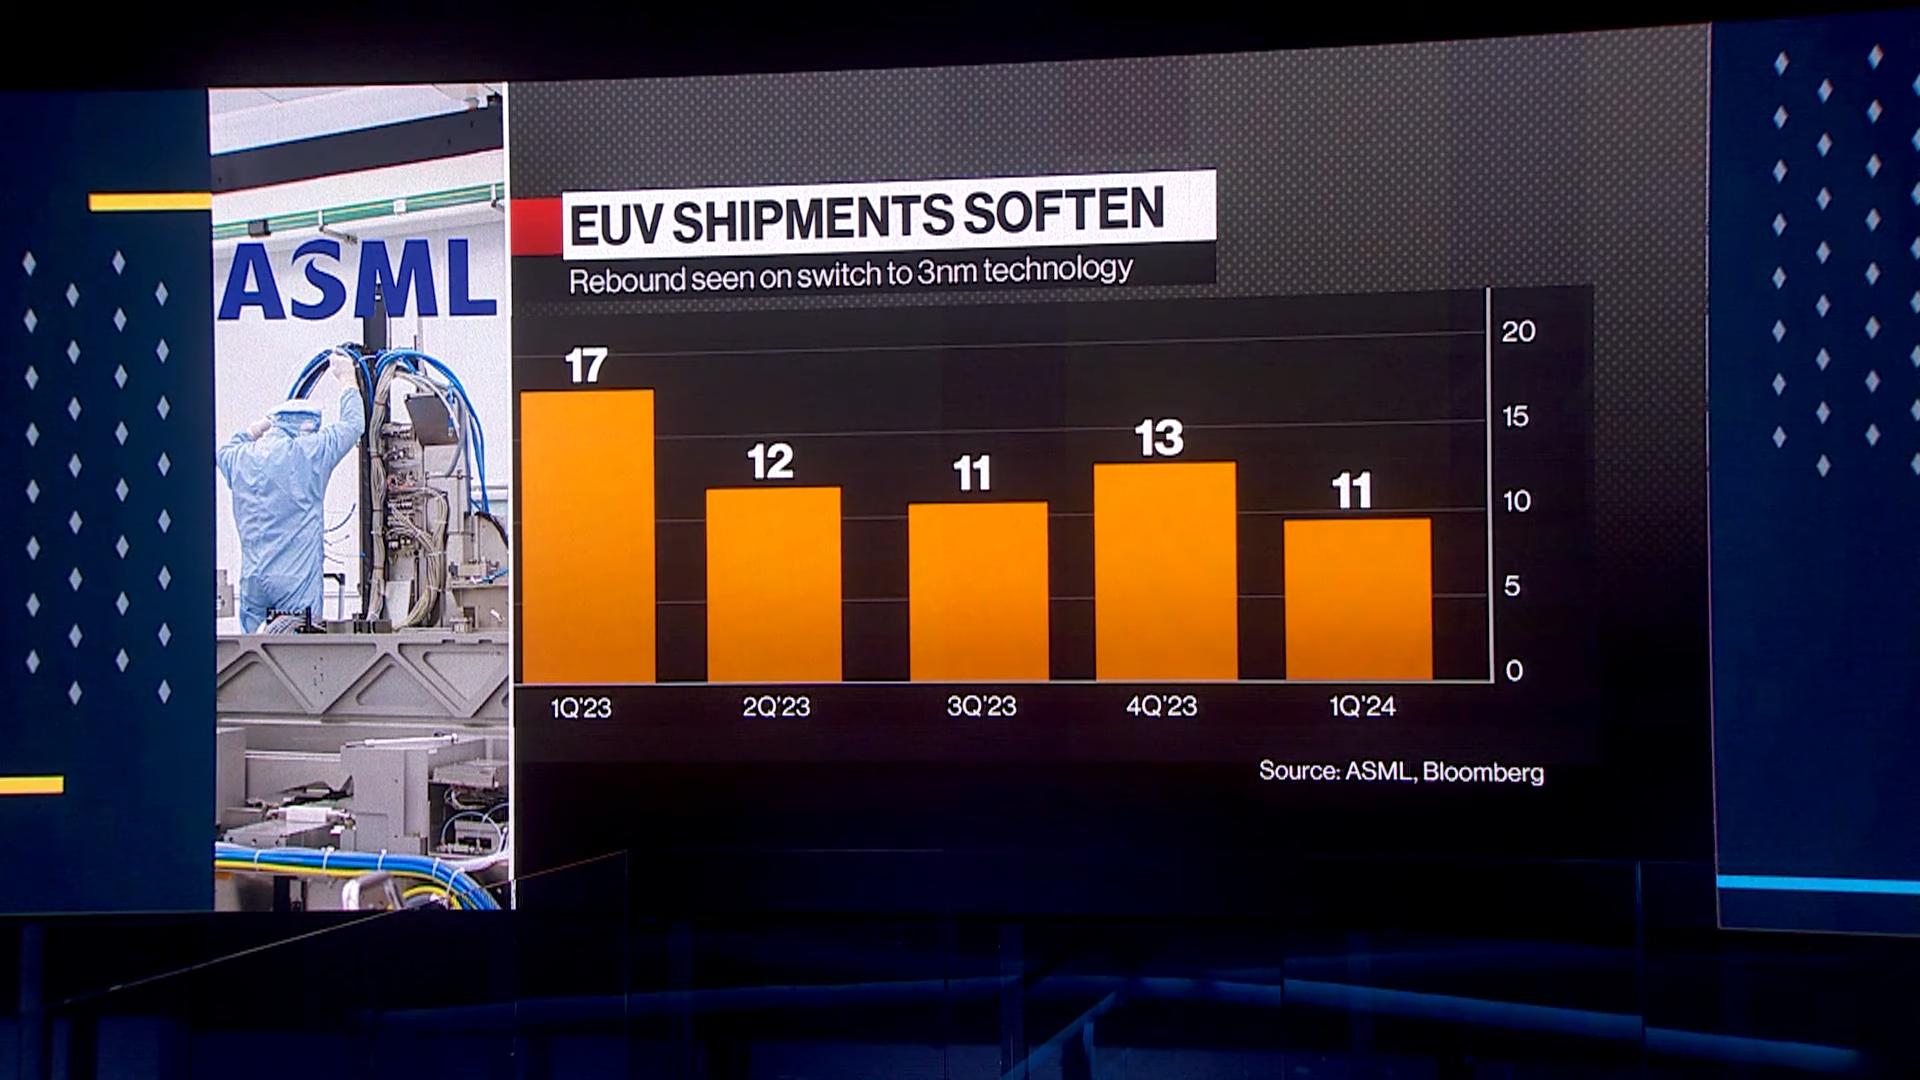 ASML
EUV SHIPMENTS SOFTEN
Rebound seen on switch to 3nm technology
17
12
11
13
11
20
15
10
5
0
1Q'23
2Q'23
3Q'23
4Q'23
1Q'24
Source: ASML, Bloomberg